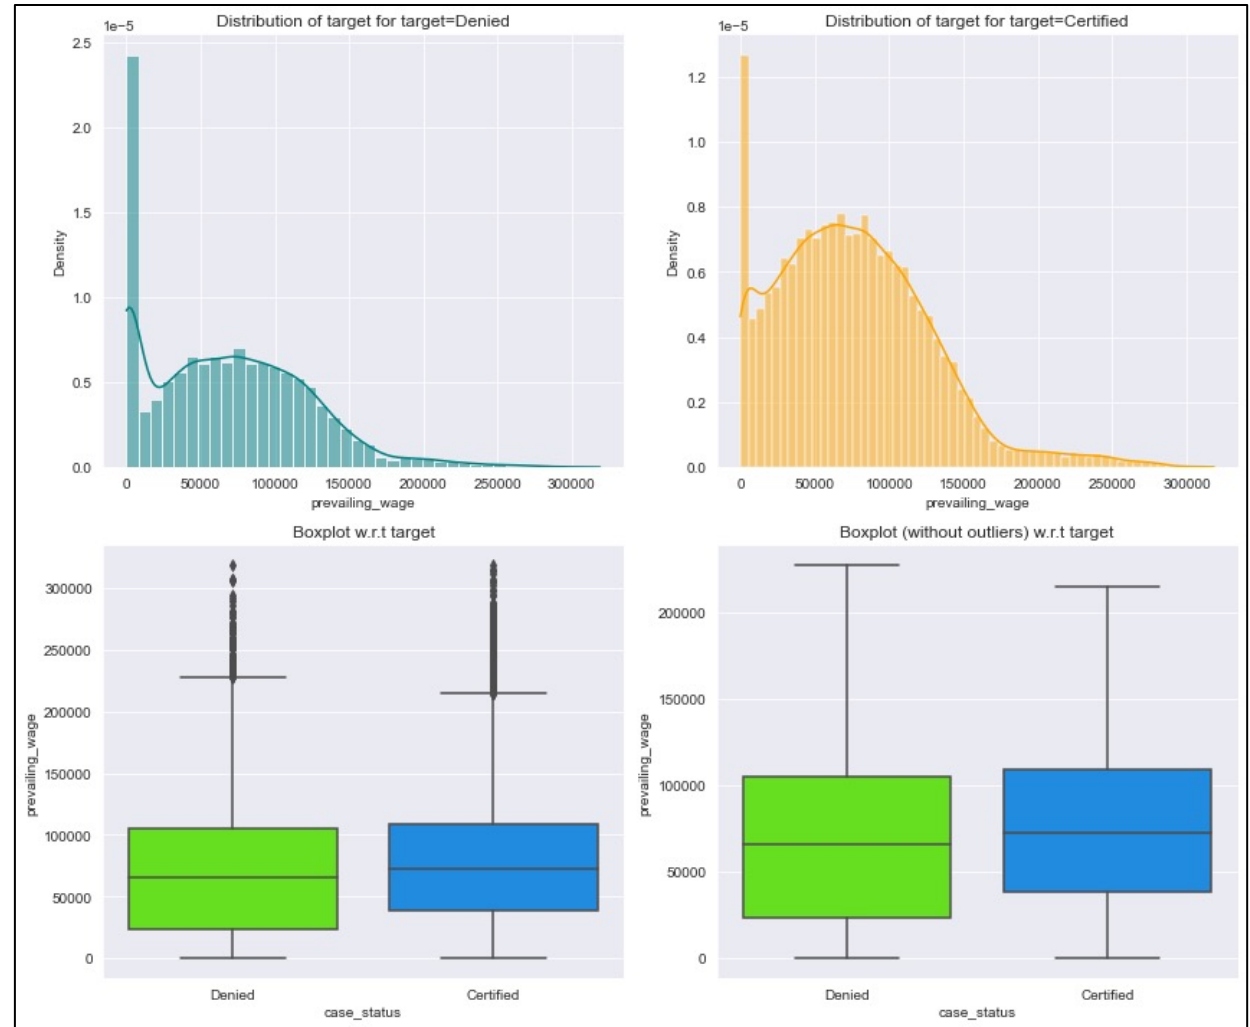 Distribution of target for target=Denied
1e−5
2.5
2.0
1.5
1.0
0.5
0.0
Density
0 50000 100000 150000 200000 250000 300000
prevailing_wage
Distribution of target for target=Certified
1e−5
1.2
1.0
0.8
0.6
0.4
0.2
0.0
Density
0 50000 100000 150000 200000 250000 300000
prevailing_wage
Boxplot w.r.t target
300000
250000
200000
150000
100000
50000
0
prevailing_wage
Denied Certified
case_status
Boxplot (without outliers) w.r.t target
200000
150000
100000
50000
0
prevailing_wage
Denied Certified
case_status